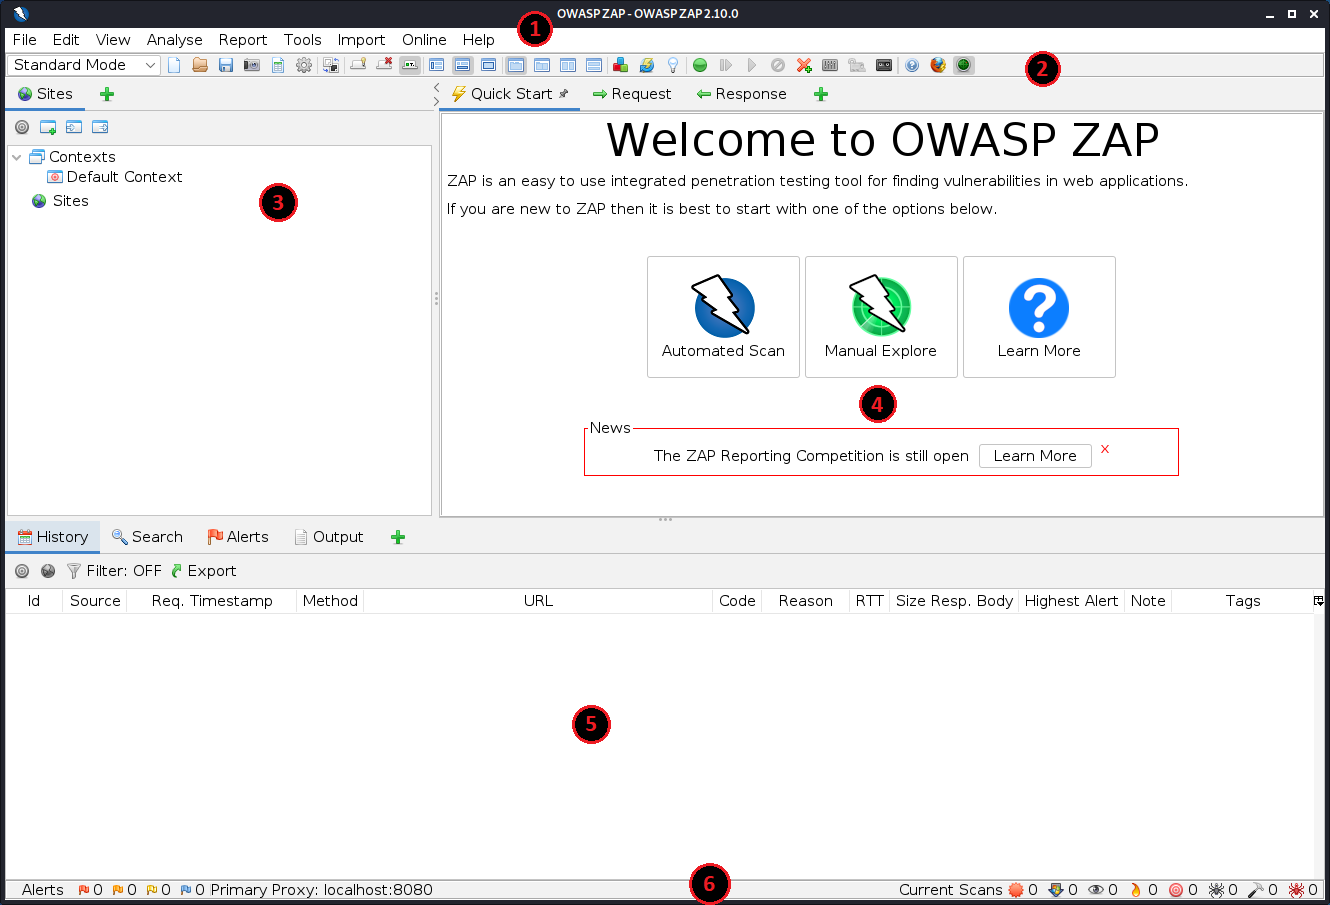 OWASP ZAP - OWASP ZAP 2.10.0
File Edit View Analyse Report Tools Import Online Help
1
Standard Mode
2
Sites
Quick Start Request Response
Contexts
Default Context
Sites
3
Welcome to OWASP ZAP
ZAP is an easy to use integrated penetration testing tool for finding vulnerabilities in web applications.
If you are new to ZAP then it is best to start with one of the options below.
Automated Scan Manual Explore Learn More
4
News
The ZAP Reporting Competition is still open Learn More X
History Search Alerts Output
Filter: OFF Export
Id Source Req. Timestamp Method URL Code Reason RTT Size Resp. Body Highest Alert Note Tags
5
6
Alerts 0 0 0 0 Primary Proxy: localhost:8080 Current Scans 0 0 0 0 0 0 0 0